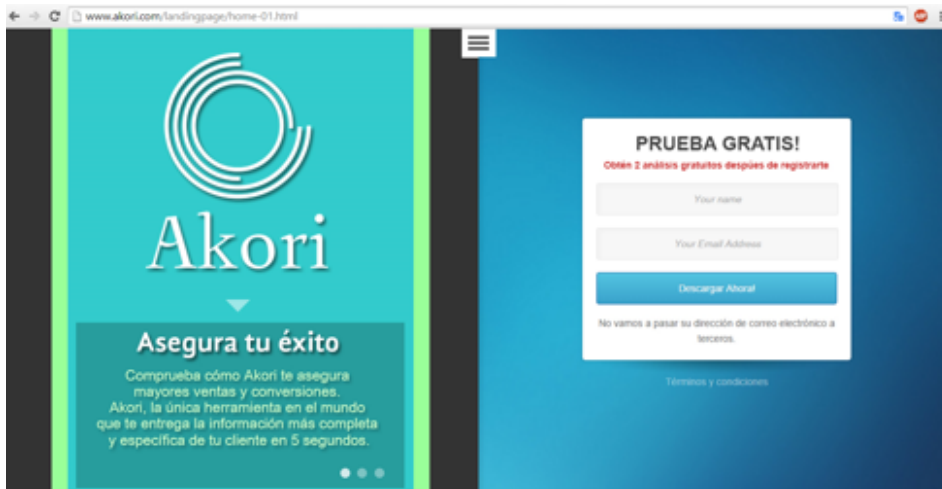 www.akori.com/landingpage/home-01.html
Akori
Asegura tu éxito
Comprueba cómo Akori te asegura
mayores ventas y conversiones.
Akori, la única herramienta en el mundo
que te entrega la información más completa
y específica de tu cliente en 5 segundos.
PRUEBA GRATIS!
Obtén 2 análisis gratuitos despúes de registrarte
Your name
Your Email Address
Descargar Ahora!
No vamos a pasar su dirección de correo electrónico a
terceros.
Términos y condiciones